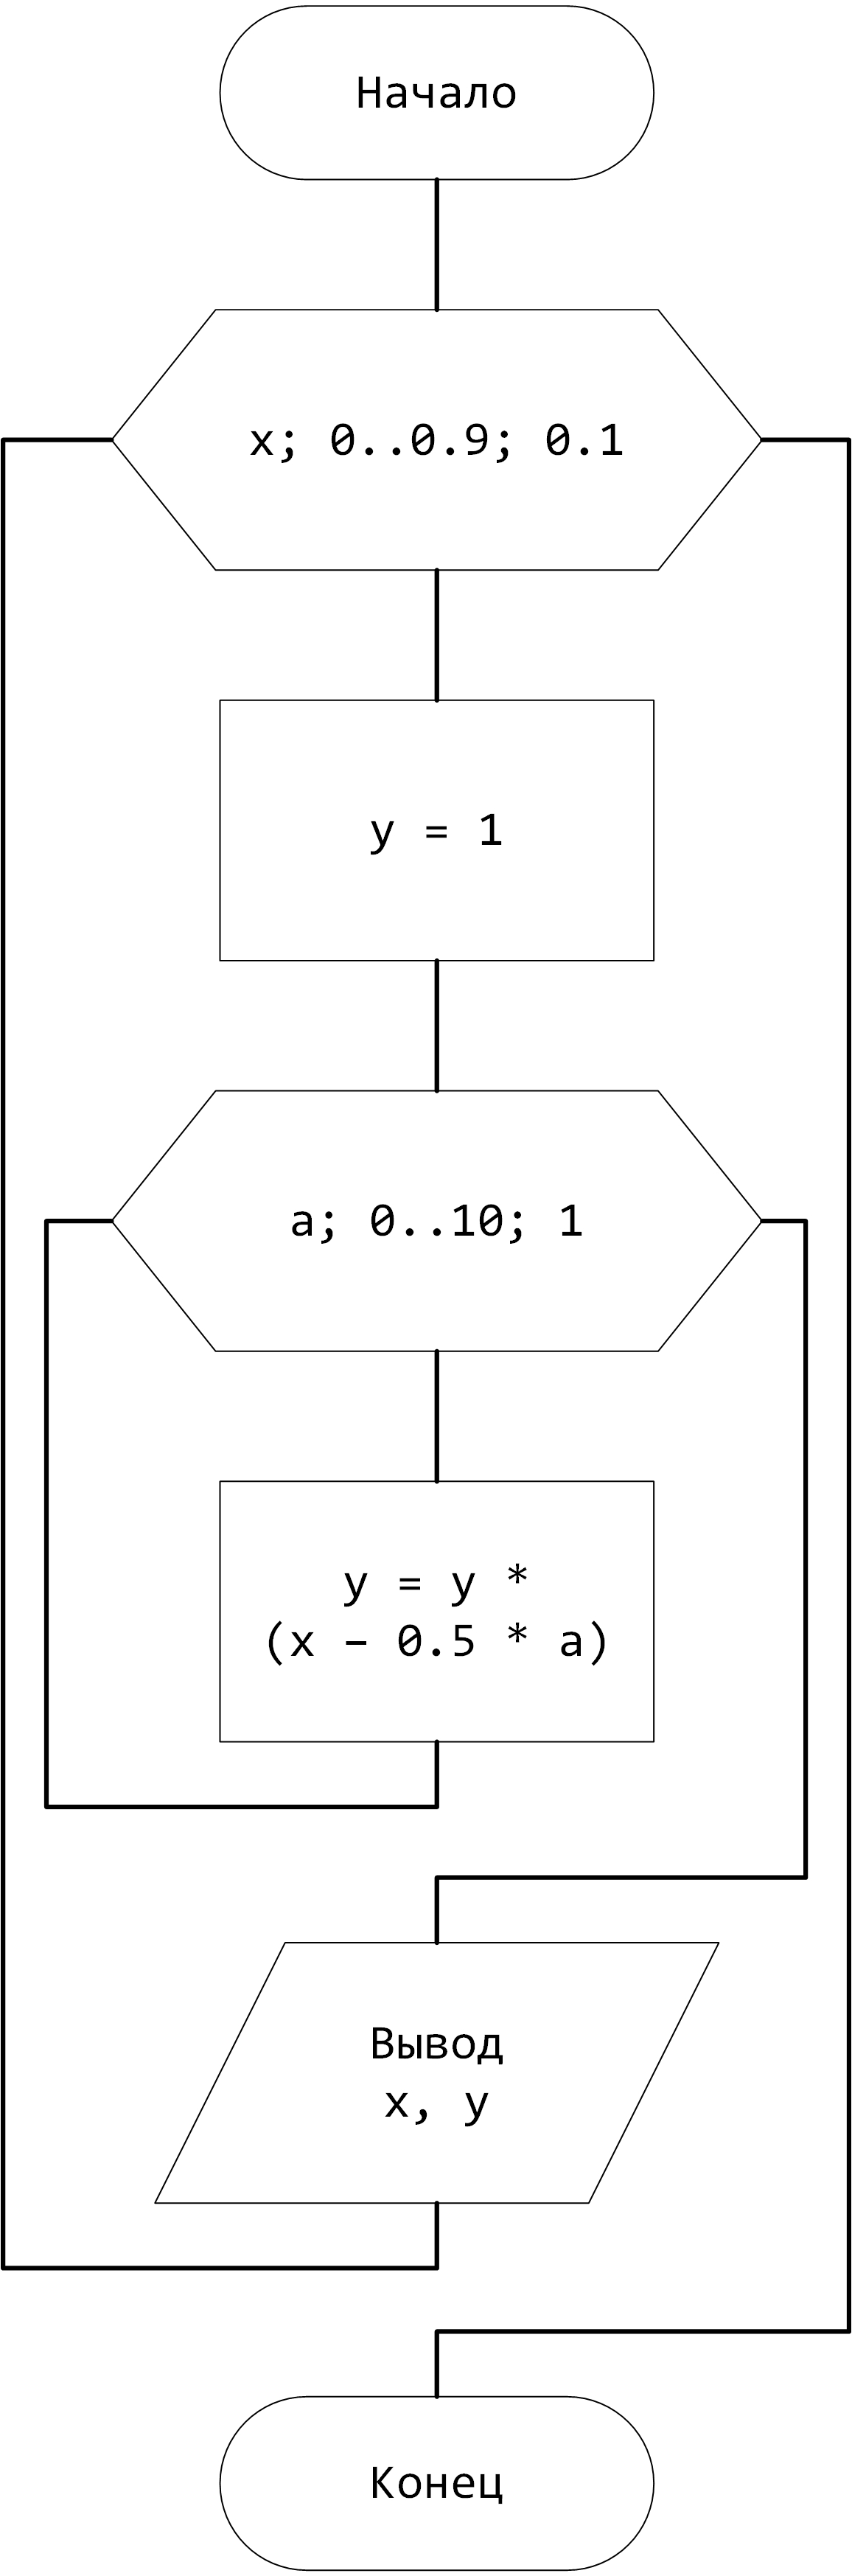 Начало
x; 0..0.9; 0.1
y = 1
a; 0..10; 1
y = y *
(x – 0.5 * a)
Вывод
x, y
Конец